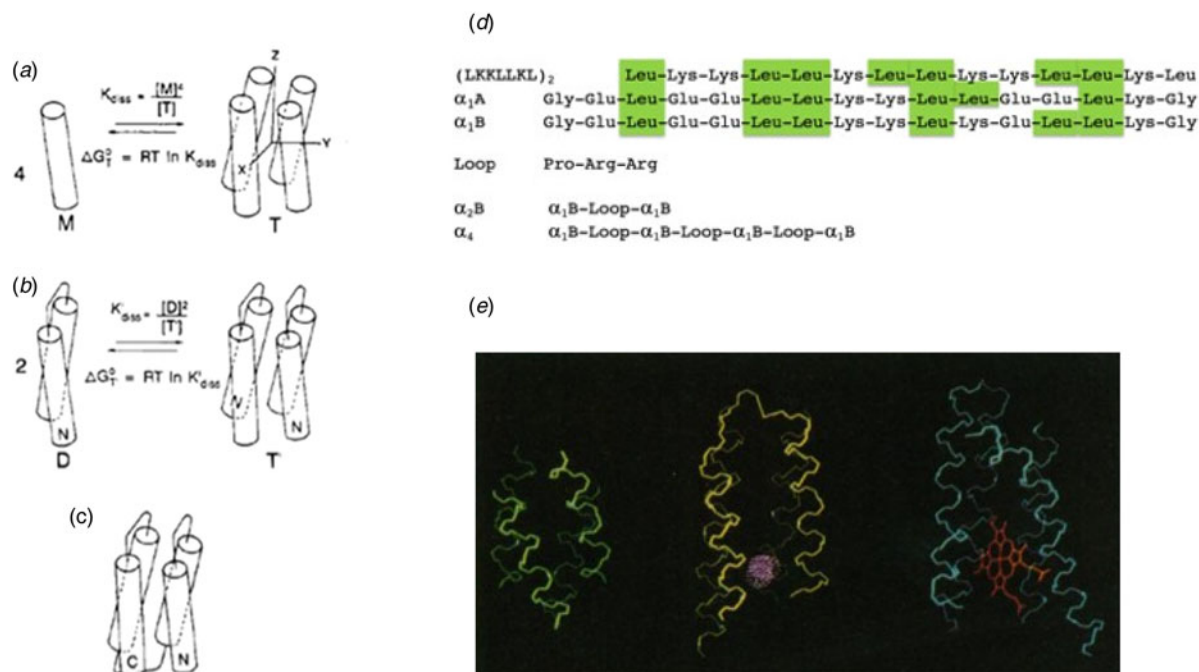 (a)
K_diss = [M]⁴/[T]
ΔG°_T = RT ln K_diss
4
M
Z
Y
X
T
(b)
K'_diss = [D]²/[T']
ΔG°_T' = RT ln K'_diss
2
N
D
N
N
T'
(c)
C
N
(d)
(LKKLLKL)₂ Leu-Lys-Lys-Leu-Leu-Lys-Leu-Leu-Lys-Lys-Leu-Leu-Lys-Leu
α₁A Gly-Glu-Leu-Glu-Glu-Leu-Leu-Lys-Lys-Leu-Leu-Glu-Glu-Leu-Lys-Gly
α₁B Gly-Glu-Leu-Glu-Glu-Leu-Leu-Lys-Lys-Leu-Lys-Glu-Leu-Leu-Lys-Gly
Loop Pro-Arg-Arg
α₂B α₁B-Loop-α₁B
α₄ α₁B-Loop-α₁B-Loop-α₁B-Loop-α₁B
(e)